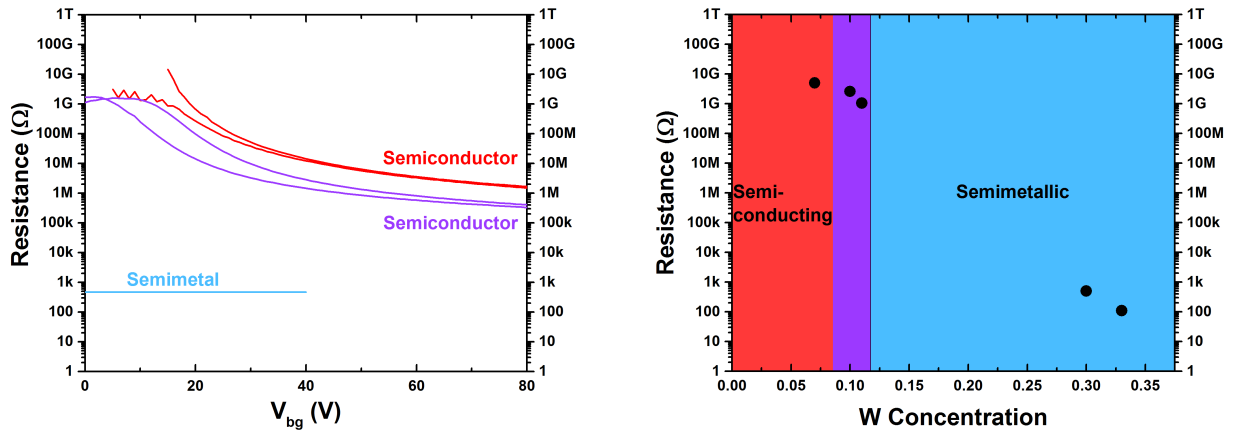 1T
100G
10G
1G
100M
10M
1M
100k
10k
1k
100
10
1
Resistance (Ω)
1T
100G
10G
1G
100M
10M
1M
100k
10k
1k
100
10
1
Semiconductor
Semiconductor
Semimetal
0 20 40 60 80
V_bg (V)
1T
100G
10G
1G
100M
10M
1M
100k
10k
1k
100
10
1
Resistance (Ω)
1T
100G
10G
1G
100M
10M
1M
100k
10k
1k
100
10
1
Semi-
conducting
Semimetallic
0.00 0.05 0.10 0.15 0.20 0.25 0.30 0.35
W Concentration